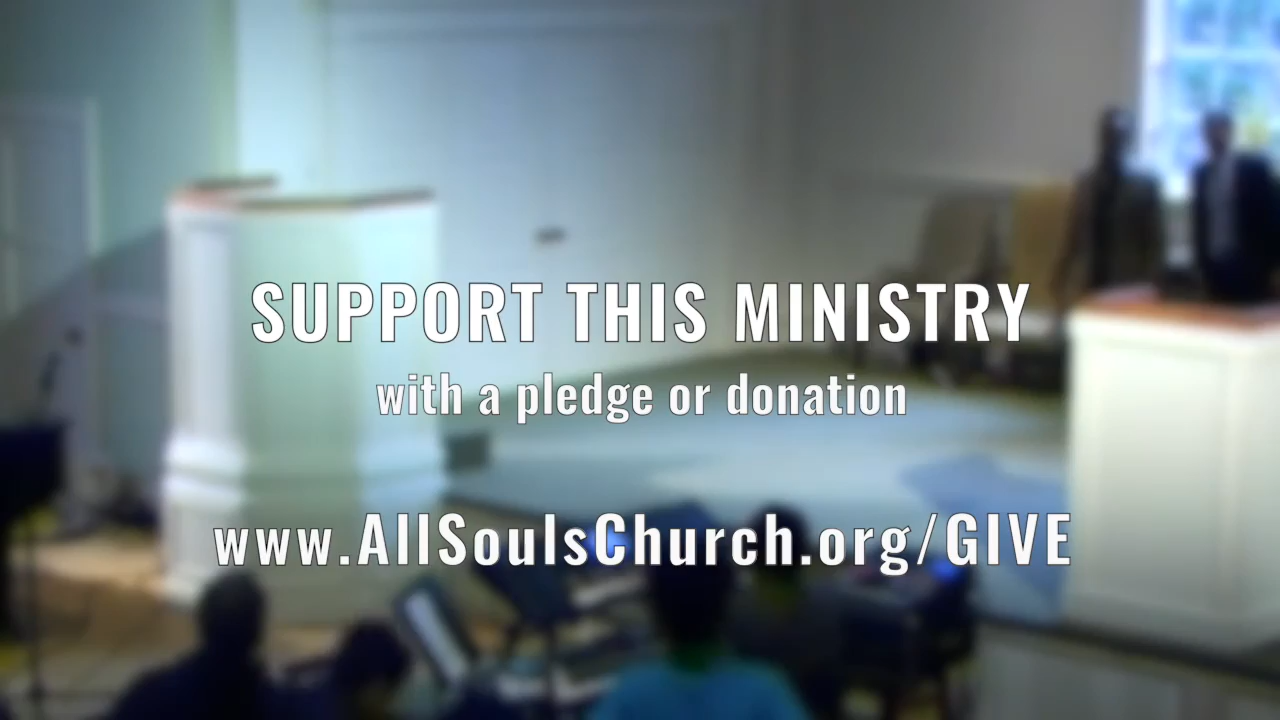 SUPPORT THIS MINISTRY
with a pledge or donation
www.AllSoulsChurch.org/GIVE